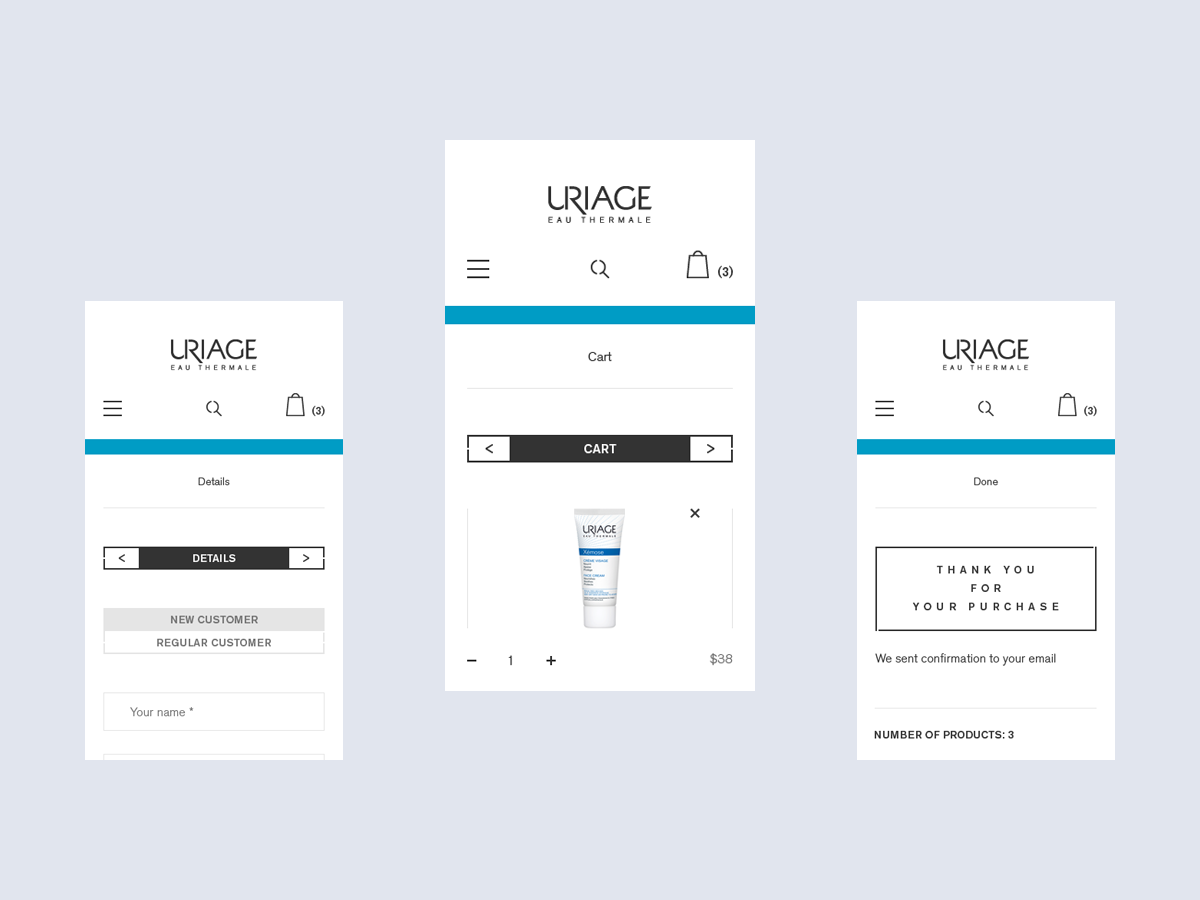 URIAGE
EAU THERMALE
(3)
Details
< DETAILS >
NEW CUSTOMER
REGULAR CUSTOMER
Your name *
URIAGE
EAU THERMALE
(3)
Cart
< CART >
URIAGE
EAU THERMALE
Xémose
CRÈME VISAGE
FACE CREAM
1
$38
URIAGE
EAU THERMALE
(3)
Done
THANK YOU
FOR
YOUR PURCHASE
We sent confirmation to your email
NUMBER OF PRODUCTS: 3